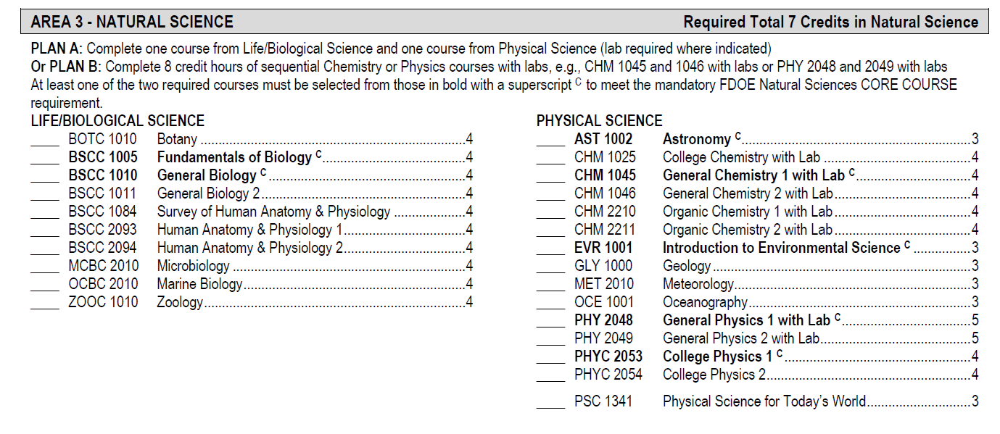 AREA 3 - NATURAL SCIENCE Required Total 7 Credits in Natural Science
PLAN A: Complete one course from Life/Biological Science and one course from Physical Science (lab required where indicated)
Or PLAN B: Complete 8 credit hours of sequential Chemistry or Physics courses with labs, e.g., CHM 1045 and 1046 with labs or PHY 2048 and 2049 with labs
At least one of the two required courses must be selected from those in bold with a superscript C to meet the mandatory FDOE Natural Sciences CORE COURSE
requirement.
LIFE/BIOLOGICAL SCIENCE
____ BOTC 1010 Botany ........................................4
____ BSCC 1005 Fundamentals of Biology C........................................4
____ BSCC 1010 General Biology C ........................................4
____ BSCC 1011 General Biology 2........................................4
____ BSCC 1084 Survey of Human Anatomy & Physiology ...................4
____ BSCC 2093 Human Anatomy & Physiology 1..............................4
____ BSCC 2094 Human Anatomy & Physiology 2..............................4
____ MCBC 2010 Microbiology ........................................4
____ OCBC 2010 Marine Biology........................................4
____ ZOOC 1010 Zoology........................................4
PHYSICAL SCIENCE
____ AST 1002 Astronomy C........................................3
____ CHM 1025 College Chemistry with Lab ........................................4
____ CHM 1045 General Chemistry 1 with Lab C..............................4
____ CHM 1046 General Chemistry 2 with Lab..............................4
____ CHM 2210 Organic Chemistry 1 with Lab..............................4
____ CHM 2211 Organic Chemistry 2 with Lab..............................4
____ EVR 1001 Introduction to Environmental Science C ...............3
____ GLY 1000 Geology........................................3
____ MET 2010 Meteorology........................................3
____ OCE 1001 Oceanography........................................3
____ PHY 2048 General Physics 1 with Lab C..............................5
____ PHY 2049 General Physics 2 with Lab..............................5
____ PHYC 2053 College Physics 1 C........................................4
____ PHYC 2054 College Physics 2........................................4
____ PSC 1341 Physical Science for Today's World........................3